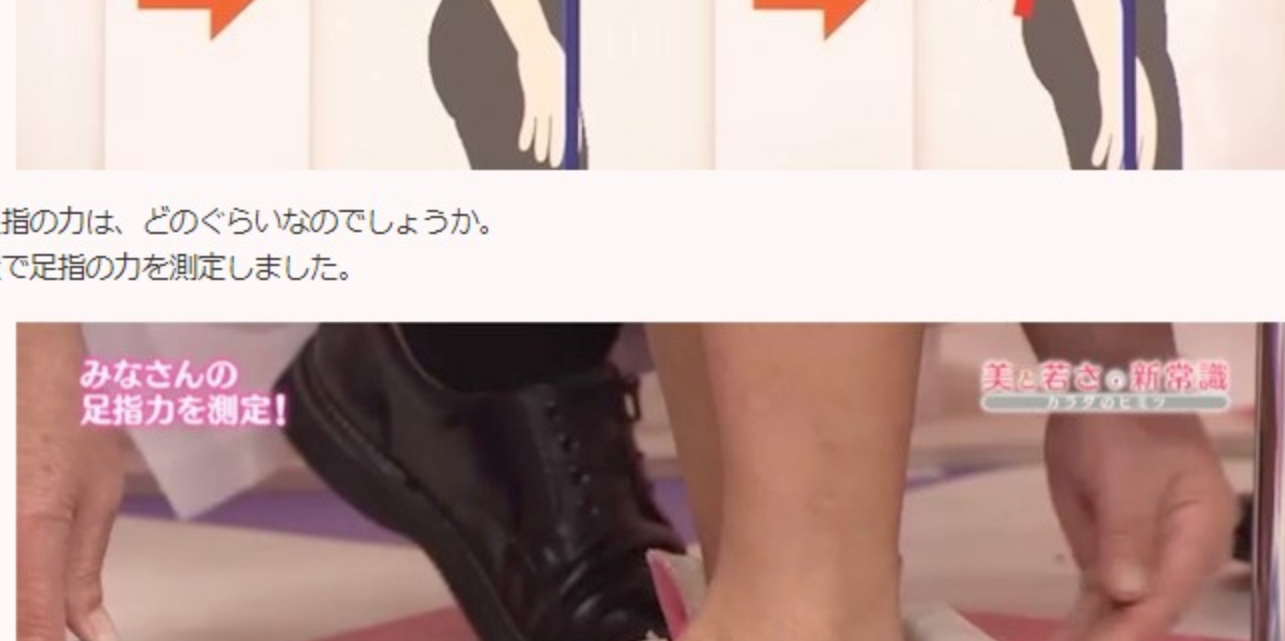 指の力は、どのぐらいなのでしょうか。
で足指の力を測定しました。
みなさんの
足指力を測定!
美と若さの新常識
カラダのヒミツ